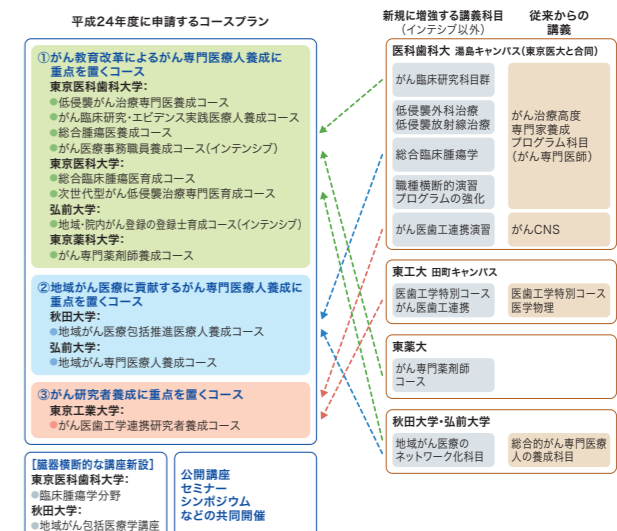 平成24年度に申請するコースプラン
①がん教育改革によるがん専門医療人養成に
重点を置くコース
東京医科歯科大学：
●低侵襲がん治療専門医養成コース
●がん臨床研究・エビデンス実践医療人養成コース
●総合腫瘍医養成コース
●がん医療事務職員養成コース（インテンシブ）
東京医科大学：
●総合臨床腫瘍医育成コース
●次世代型がん低侵襲治療専門医育成コース
弘前大学：
●地域・院内がん登録の登録士育成コース（インテンシブ）
東京薬科大学：
●がん専門薬剤師養成コース
②地域がん医療に貢献するがん専門医療人養成に
重点を置くコース
秋田大学：
●地域がん医療包括推進医療人養成コース
弘前大学：
●地域がん専門医療人養成コース
③がん研究者養成に重点を置くコース
東京工業大学：
●がん医歯工学連携研究者養成コース
［臓器横断的な講座新設］
東京医科歯科大学：
●臨床腫瘍学分野
秋田大学：
●地域がん包括医療学講座
公開講座
セミナー
シンポジウム
などの共同開催
新規に増強する講義科目
（インテンシブ以外）
従来からの
講義
医科歯科大 湯島キャンパス（東京医大と合同）
がん臨床研究科目群
低侵襲外科治療
低侵襲放射線治療
総合臨床腫瘍学
職種横断的演習
プログラムの強化
がん医歯工連携演習
がん治療高度
専門家養成
プログラム科目
（がん専門医師）
がんCNS
東工大 田町キャンパス
医歯工学特別コース
がん医歯工連携
医歯工学特別コース
医学物理
東薬大
がん専門薬剤師
コース
秋田大学・弘前大学
地域がん医療の
ネットワーク化科目
総合的がん専門医療
人の養成科目